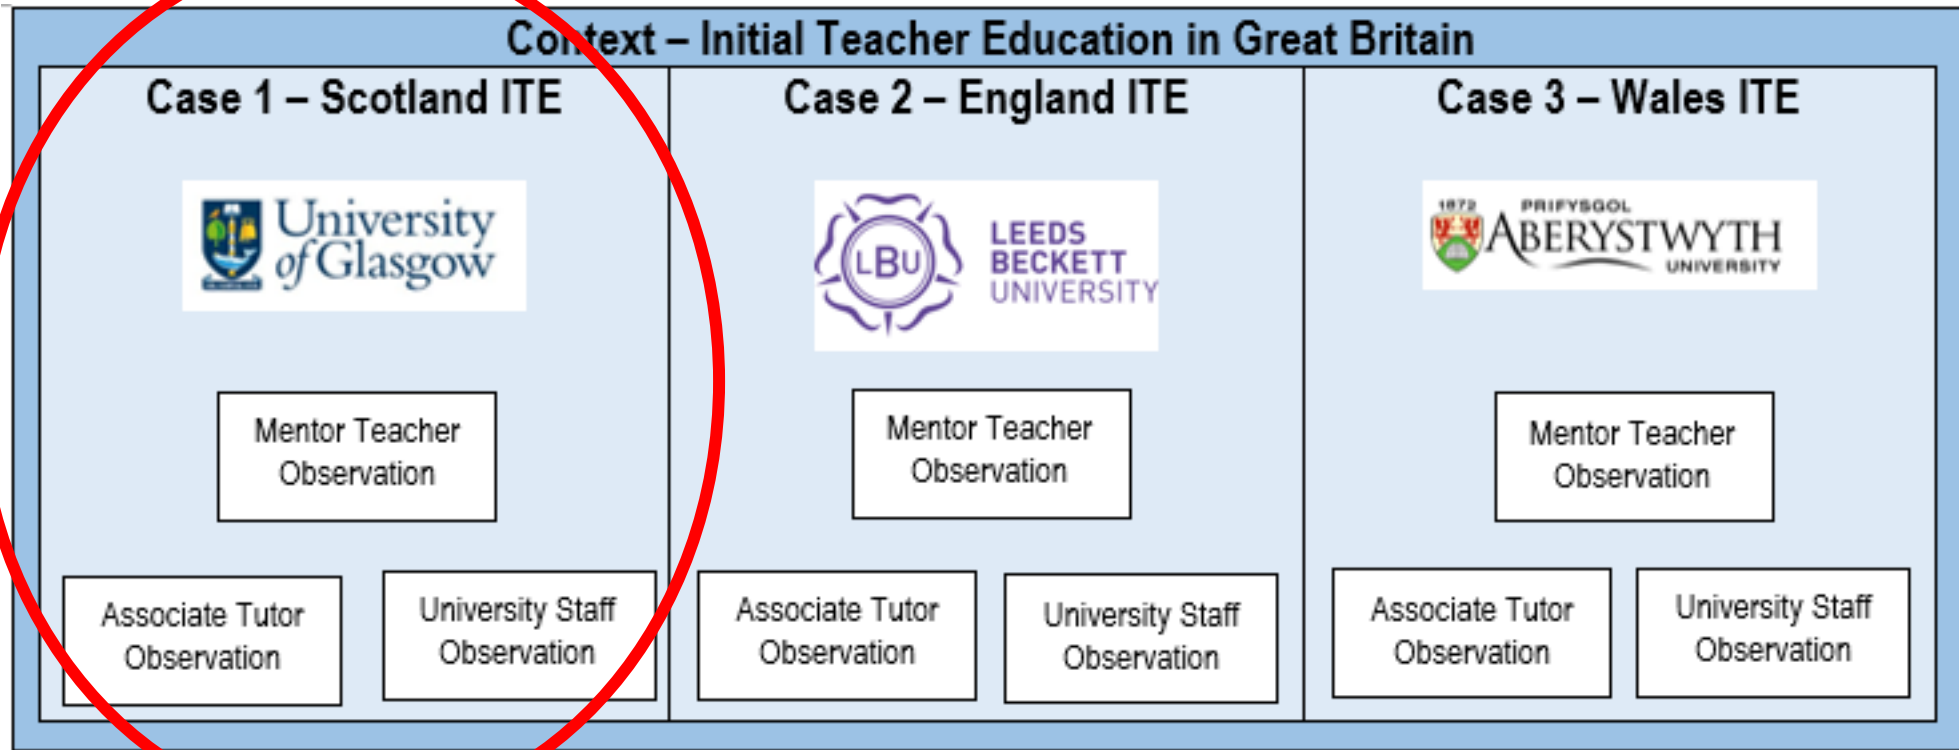 Context – Initial Teacher Education in Great Britain
Case 1 – Scotland ITE
University
of Glasgow
Mentor Teacher
Observation
Associate Tutor
Observation
University Staff
Observation
Case 2 – England ITE
LBU
LEEDS
BECKETT
UNIVERSITY
Mentor Teacher
Observation
Associate Tutor
Observation
University Staff
Observation
Case 3 – Wales ITE
1872
PRIFYSGOL
ABERYSTWYTH
UNIVERSITY
Mentor Teacher
Observation
Associate Tutor
Observation
University Staff
Observation